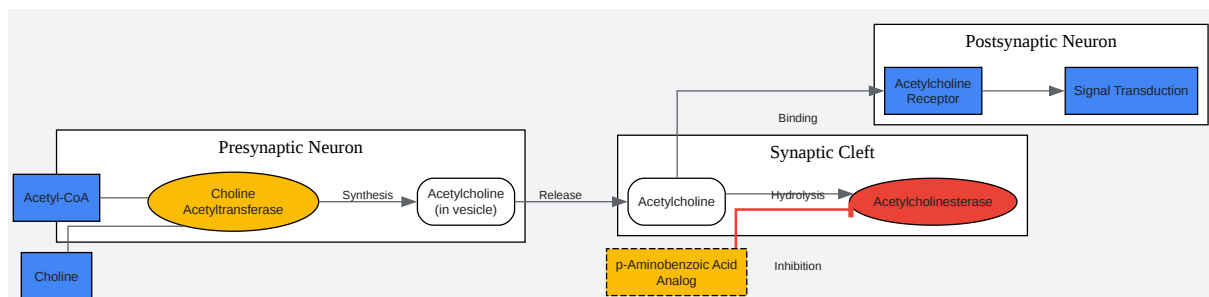 Postsynaptic Neuron
Acetylcholine
Receptor
Signal Transduction
Binding
Presynaptic Neuron
Synaptic Cleft
Acetyl-CoA
Choline
Acetyltransferase
Synthesis
Acetylcholine
(in vesicle)
Release
Acetylcholine
Hydrolysis
Acetylcholinesterase
Choline
p-Aminobenzoic Acid
Analog
Inhibition